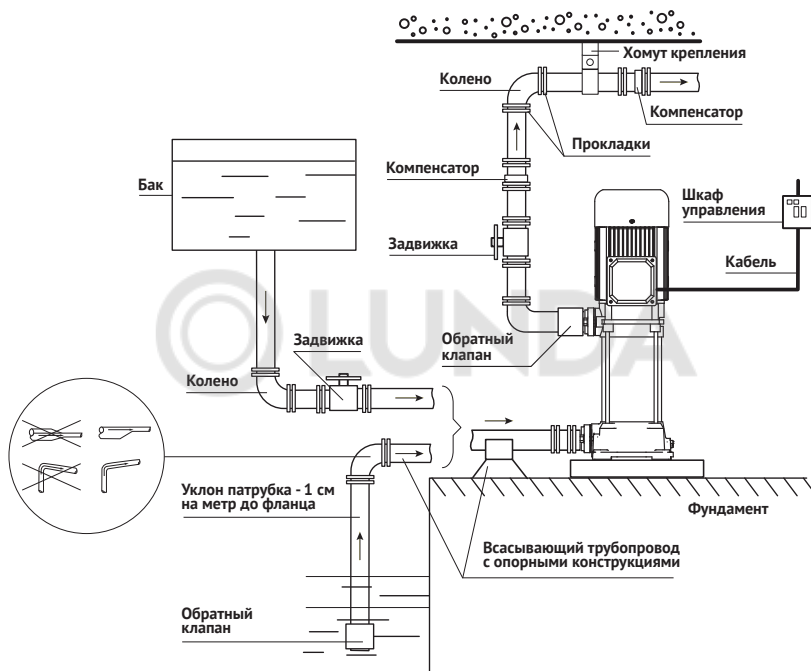 Хомут крепления
Колено
Компенсатор
Прокладки
Компенсатор
Бак
Шкаф
управления
Задвижка
Кабель
LUNDA
Обратный
клапан
Задвижка
Колено
Уклон патрубка - 1 см
на метр до фланца
Фундамент
Всасывающий трубопровод
с опорными конструкциями
Обратный
клапан